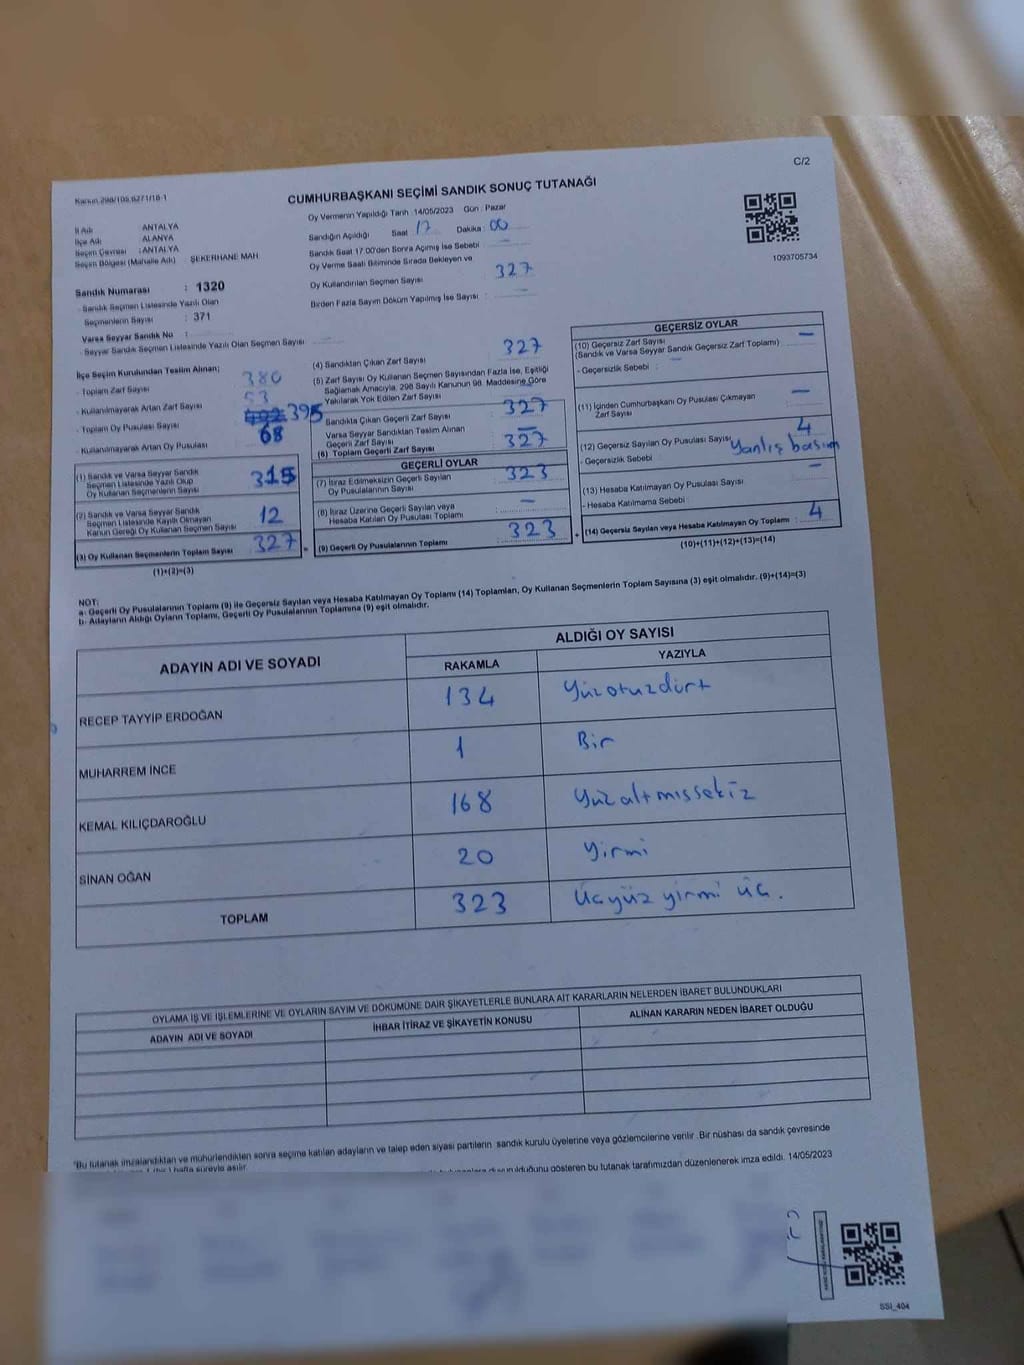 C/2
Kanun:298/105,6271/18-1
CUMHURBAŞKANI SEÇİMİ SANDIK SONUÇ TUTANAĞI
İl Adı : ANTALYA
İlçe Adı : ALANYA
Seçim Çevresi : ANTALYA
Seçim Bölgesi (Mahalle Adı) : ŞEKERHANE MAH
Sandık Numarası : 1320
- Sandık Seçmen Listesinde Yazılı Olan
Seçmenlerin Sayısı : 371
Varsa Seyyar Sandık No :
- Seyyar Sandık Seçmen Listesinde Yazılı Olan Seçmen Sayısı :
Oy Vermenin Yapıldığı Tarih :14/05/2023 Gün : Pazar
Sandığın Açıldığı Saat : 17 Dakika : 00
Sandık Saat 17.00'den Sonra Açılmış İse Sebebi : —
Oy Verme Saati Bitiminde Sırada Bekleyen ve
Oy Kullandırılan Seçmen Sayısı : 327
Birden Fazla Sayım Döküm Yapılmış İse Sayısı : —
1093705734
İlçe Seçim Kurulundan Teslim Alınan;
- Toplam Zarf Sayısı : 380
- Kullanılmayarak Artan Zarf Sayısı : 53
- Toplam Oy Pusulası Sayısı : 395
- Kullanılmayarak Artan Oy Pusulası : 68
(1) Sandık ve Varsa Seyyar Sandık
Seçmen Listesinde Yazılı Olup
Oy Kullanan Seçmenlerin Sayısı : 315
(2) Sandık ve Varsa Seyyar Sandık
Seçmen Listesinde Kayıtlı Olmayan
Kanun Gereği Oy Kullanan Seçmen Sayısı : 12
(3) Oy Kullanan Seçmenlerin Toplam Sayısı : 327
(1)+(2)=(3)
(4) Sandıktan Çıkan Zarf Sayısı : 327
(5) Zarf Sayısı Oy Kullanan Seçmen Sayısından Fazla İse, Eşitliği
Sağlamak Amacıyla, 298 Sayılı Kanunun 98. Maddesine Göre
Yakılarak Yok Edilen Zarf Sayısı : —
Sandıkta Çıkan Geçerli Zarf Sayısı : 327
Varsa Seyyar Sandıktan Teslim Alınan
Geçerli Zarf Sayısı : —
(6) Toplam Geçerli Zarf Sayısı : 327
GEÇERLİ OYLAR
(7) İtiraz Edilmeksizin Geçerli Sayılan
Oy Pusulalarının Sayısı : 323
(8) İtiraz Üzerine Geçerli Sayılan veya
Hesaba Katılan Oy Pusulası Toplamı : —
(9) Geçerli Oy Pusulalarının Toplamı : 323
GEÇERSİZ OYLAR
(10) Geçersiz Zarf Sayısı : —
(Sandık ve Varsa Seyyar Sandık Geçersiz Zarf Toplamı)
- Geçersizlik Sebebi : —
(11) İçinden Cumhurbaşkanı Oy Pusulası Çıkmayan
Zarf Sayısı : —
(12) Geçersiz Sayılan Oy Pusulası Sayısı : 4
- Geçersizlik Sebebi : Yanlış basım
(13) Hesaba Katılmayan Oy Pusulası Sayısı : —
- Hesaba Katılmama Sebebi :
(14) Geçersiz Sayılan veya Hesaba Katılmayan Oy Toplamı : 4
(10)+(11)+(12)+(13)=(14)
NOT:
a- Geçerli Oy Pusulalarının Toplamı (9) ile Geçersiz Sayılan veya Hesaba Katılmayan Oy Toplamı (14) Toplamları, Oy Kullanan Seçmenlerin Toplam Sayısına (3) eşit olmalıdır. (9)+(14)=(3)
b- Adayların Aldığı Oyların Toplamı, Geçerli Oy Pusulalarının Toplamına (9) eşit olmalıdır.
ADAYIN ADI VE SOYADI
ALDIĞI OY SAYISI
RAKAMLA YAZIYLA
RECEP TAYYİP ERDOĞAN 134 Yüzotuzdört
MUHARREM İNCE 1 Bir
KEMAL KILIÇDAROĞLU 168 Yüzaltmıssekiz
SİNAN OĞAN 20 Yirmi
TOPLAM 323 Üçyüz yirmi üç.
OYLAMA İŞ VE İŞLEMLERİNE VE OYLARIN SAYIM VE DÖKÜMÜNE DAİR ŞİKAYETLERLE BUNLARA AİT KARARLARIN NELERDEN İBARET BULUNDUKLARI
ADAYIN ADI VE SOYADI İHBAR İTİRAZ VE ŞİKAYETİN KONUSU ALINAN KARARIN NEDEN İBARET OLDUĞU
*Bu tutanak imzalandıktan ve mühürlendikten sonra seçime katılan adayların ve talep eden siyasi partilerin sandık kurulu üyelerine veya gözlemcilerine verilir. Bir nüshası da sandık çevresinde
1 (bir) hafta süreyle asılır.
durulduğunu gösteren bu tutanak tarafımızdan düzenlenerek imza edildi. 14/05/2023
SSI_404